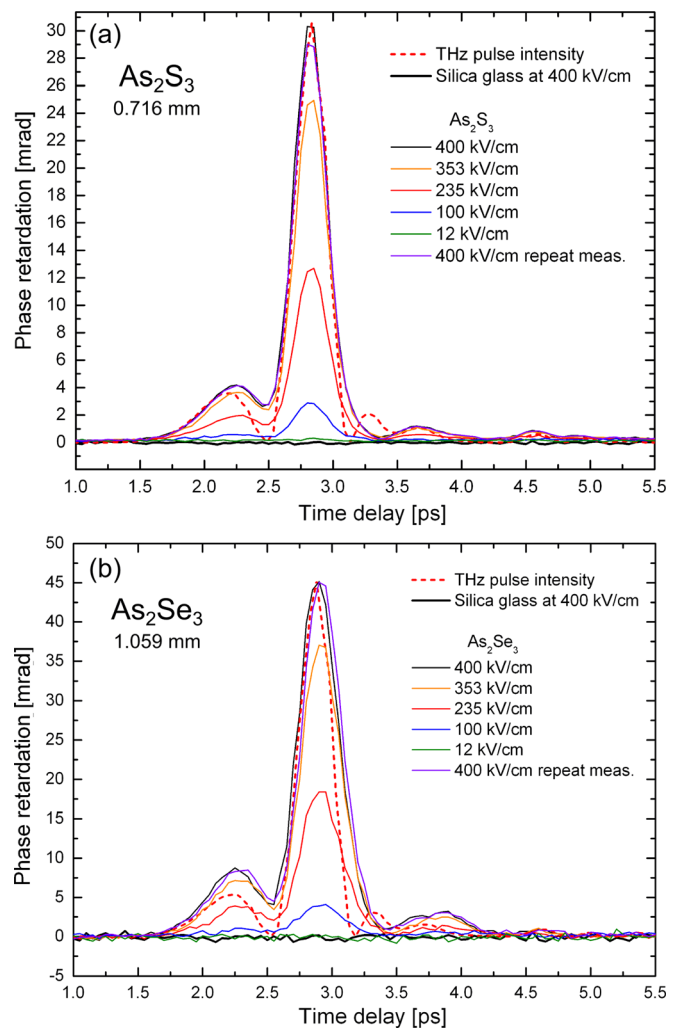 (a)
As₂S₃
0.716 mm
THz pulse intensity
Silica glass at 400 kV/cm
As₂S₃
400 kV/cm
353 kV/cm
235 kV/cm
100 kV/cm
12 kV/cm
400 kV/cm repeat meas.
Phase retardation [mrad]
30
28
26
24
22
20
18
16
14
12
10
8
6
4
2
0
1.0 1.5 2.0 2.5 3.0 3.5 4.0 4.5 5.0 5.5
Time delay [ps]
(b)
As₂Se₃
1.059 mm
THz pulse intensity
Silica glass at 400 kV/cm
As₂Se₃
400 kV/cm
353 kV/cm
235 kV/cm
100 kV/cm
12 kV/cm
400 kV/cm repeat meas.
Phase retardation [mrad]
50
45
40
35
30
25
20
15
10
5
0
-5
1.0 1.5 2.0 2.5 3.0 3.5 4.0 4.5 5.0 5.5
Time delay [ps]